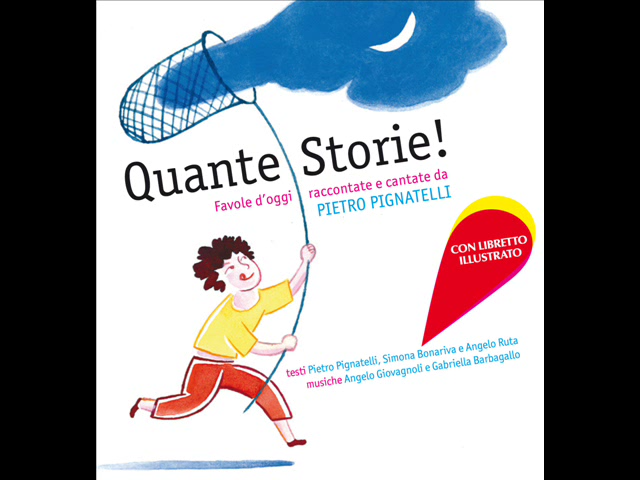 Quante Storie!
Favole d'oggi raccontate e cantate da
PIETRO PIGNATELLI
CON LIBRETTO
ILLUSTRATO
testi Pietro Pignatelli, Simona Bonariva e Angelo Ruta
musiche Angelo Giovagnoli e Gabriella Barbagallo